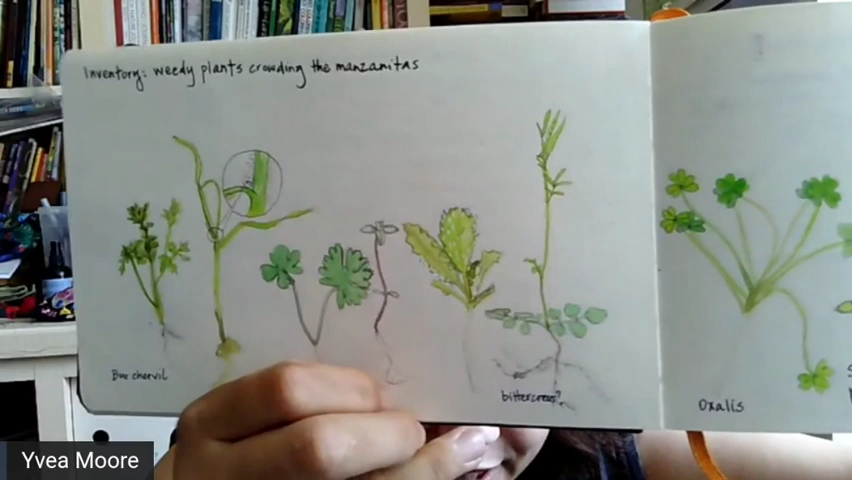 Inventory: weedy plants crowding the manzanitas
Bur chervil
bittercress?
Oxalis
Yvea Moore